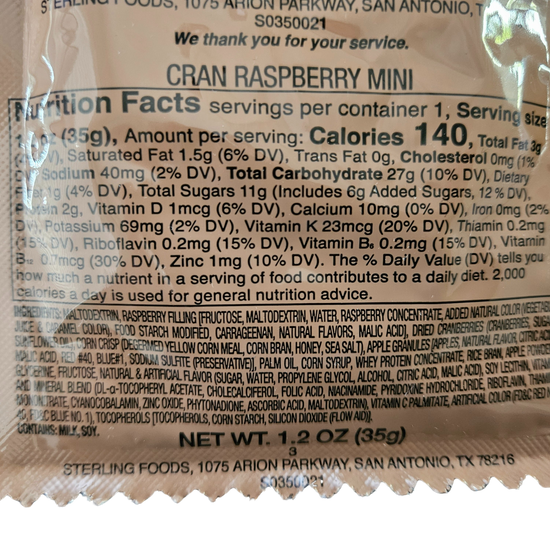 STERLING FOODS, 1075 ARION PARKWAY, SAN ANTONIO, T
S0350021
We thank you for your service.
CRAN RASPBERRY MINI
Nutrition Facts servings per container 1, Serving size
(35g), Amount per serving: Calories 140, Total Fat 3g
DV), Saturated Fat 1.5g (6% DV), Trans Fat 0g, Cholesterol 0mg (1%
Sodium 40mg (2% DV), Total Carbohydrate 27g (10% DV), Dietary
1g (4% DV), Total Sugars 11g (Includes 6g Added Sugars, 12% DV),
2g, Vitamin D 1mcg (6% DV), Calcium 10mg (0% DV), Iron 0mg (2%
DV), Potassium 69mg (2% DV), Vitamin K 23mcg (20% DV), Thiamin 0.2mg
(15% DV), Riboflavin 0.2mg (15% DV), Vitamin B₆ 0.2mg (15% DV), Vitamin
0.7mcg (30% DV), Zinc 1mg (10% DV). The % Daily Value (DV) tells you
how much a nutrient in a serving of food contributes to a daily diet. 2,000
calories a day is used for general nutrition advice.
INGREDIENTS: MALTODEXTRIN, RASPBERRY FILLING [FRUCTOSE, MALTODEXTRIN, WATER, RASPBERRY CONCENTRATE, ADDED NATURAL COLOR (VEGETABLE
JUICE & CARAMEL COLOR), FOOD STARCH MODIFIED, CARRAGEENAN, NATURAL FLAVORS, MALIC ACID], DRIED CRANBERRIES (CRANBERRIES, SUGAR,
SUNFLOWER OIL), CORN CRISP (DEGERMED YELLOW CORN MEAL, CORN BRAN, HONEY, SEA SALT), APPLE GRANULES (APPLES, NATURAL FLAVOR, CITRIC ACID,
MALIC ACID, RED #40, BLUE#1, SODIUM SULFITE (PRESERVATIVE)], PALM OIL, CORN SYRUP, WHEY PROTEIN CONCENTRATE, RICE BRAN, APPLE POWDER,
GLYCERINE, FRUCTOSE, NATURAL & ARTIFICIAL FLAVOR (SUGAR, WATER, PROPYLENE GLYCOL, ALCOHOL, CITRIC ACID, MALIC ACID), SOY LECITHIN, VITAMIN
AND MINERAL BLEND (DL-α-TOCOPHERYL ACETATE, CHOLECALCIFEROL, FOLIC ACID, NIACINAMIDE, PYRIDOXINE HYDROCHLORIDE, RIBOFLAVIN, THIAMIN
MONONITRATE, CYANOCOBALAMIN, ZINC OXIDE, PHYTONADIONE, ASCORBIC ACID, MALTODEXTRIN), VITAMIN C PALMITATE, ARTIFICIAL COLOR (FD&C RED #
40, FD&C BLUE NO. 1), TOCOPHEROLS [TOCOPHEROLS, CORN STARCH, SILICON DIOXIDE (FLOW AID)].
CONTAINS: MILK, SOY.
NET WT. 1.2 OZ (35g)
3
STERLING FOODS, 1075 ARION PARKWAY, SAN ANTONIO, TX 78216
S0350021